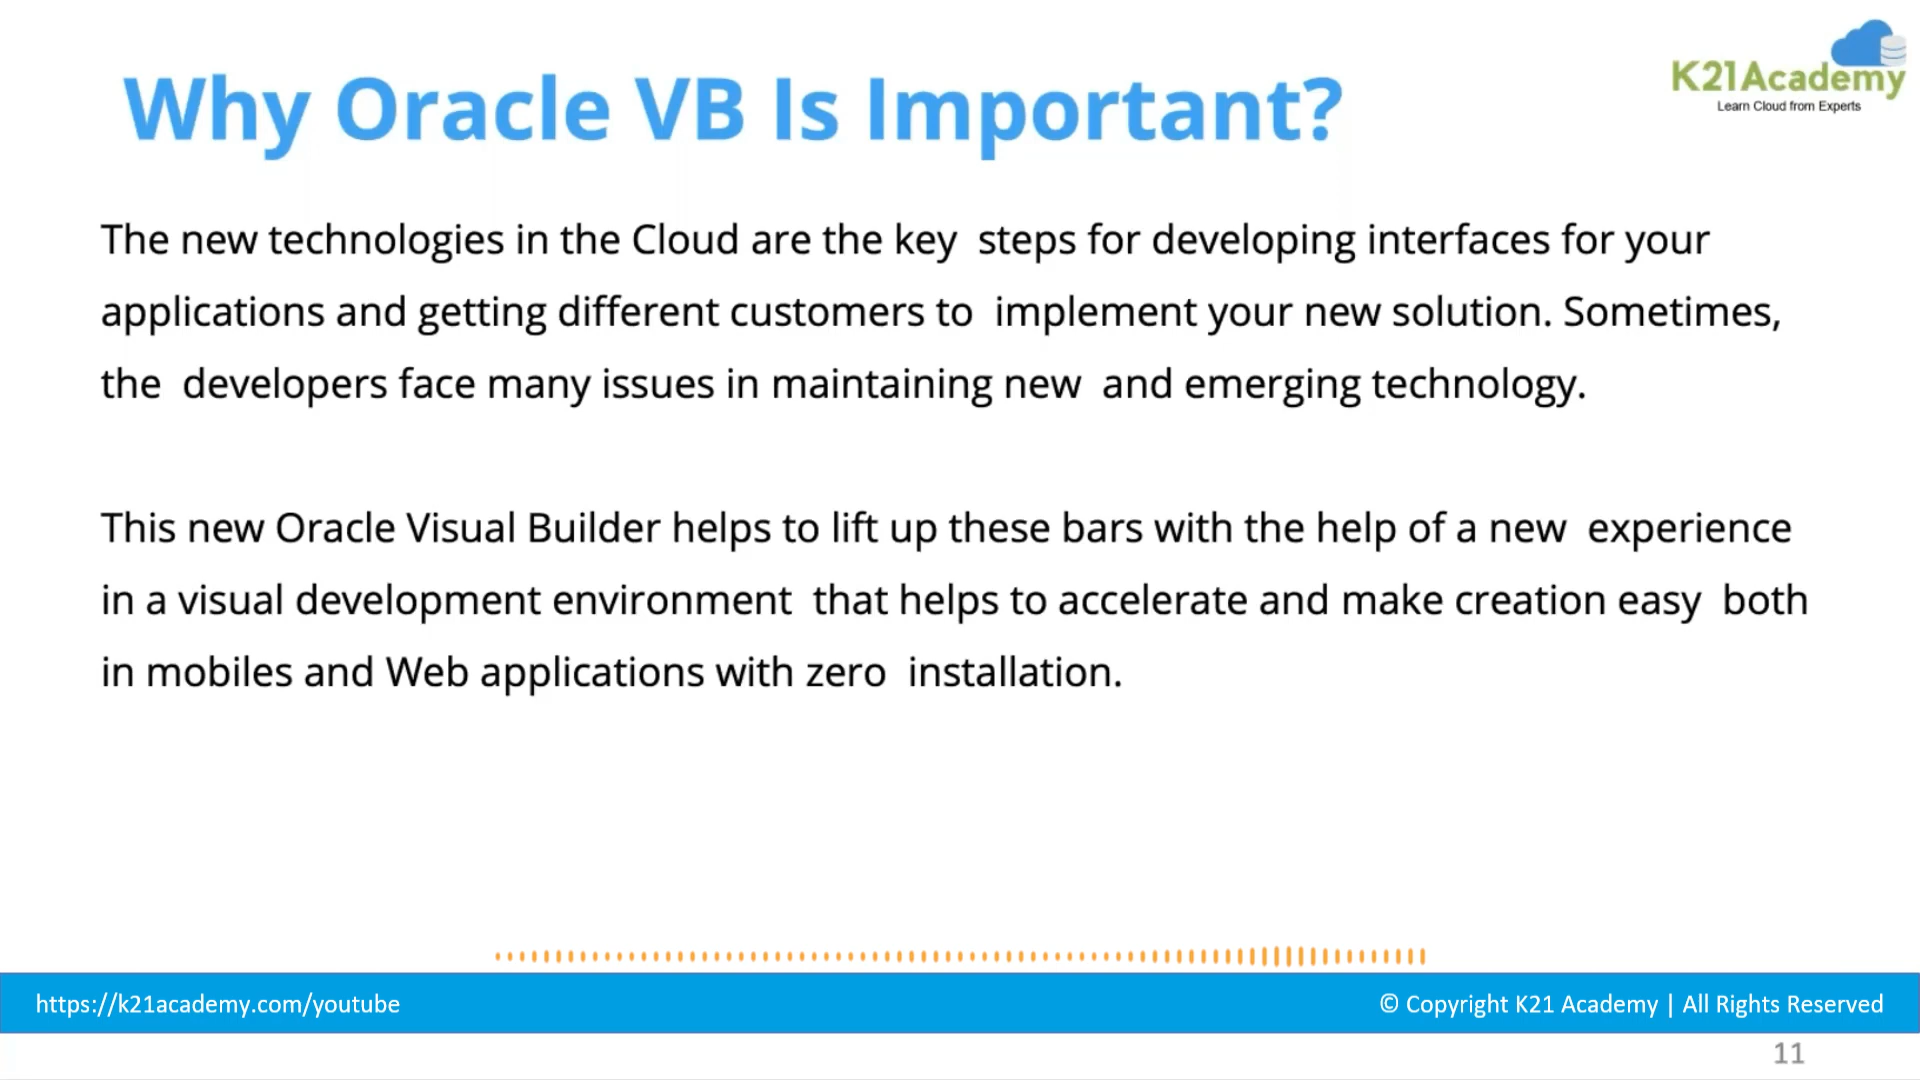 Why Oracle VB Is Important?
K21Academy
Learn Cloud from Experts
The new technologies in the Cloud are the key  steps for developing interfaces for your
applications and getting different customers to  implement your new solution. Sometimes,
the  developers face many issues in maintaining new  and emerging technology.
This new Oracle Visual Builder helps to lift up these bars with the help of a new  experience
in a visual development environment  that helps to accelerate and make creation easy  both
in mobiles and Web applications with zero  installation.
https://k21academy.com/youtube
© Copyright K21 Academy | All Rights Reserved
11